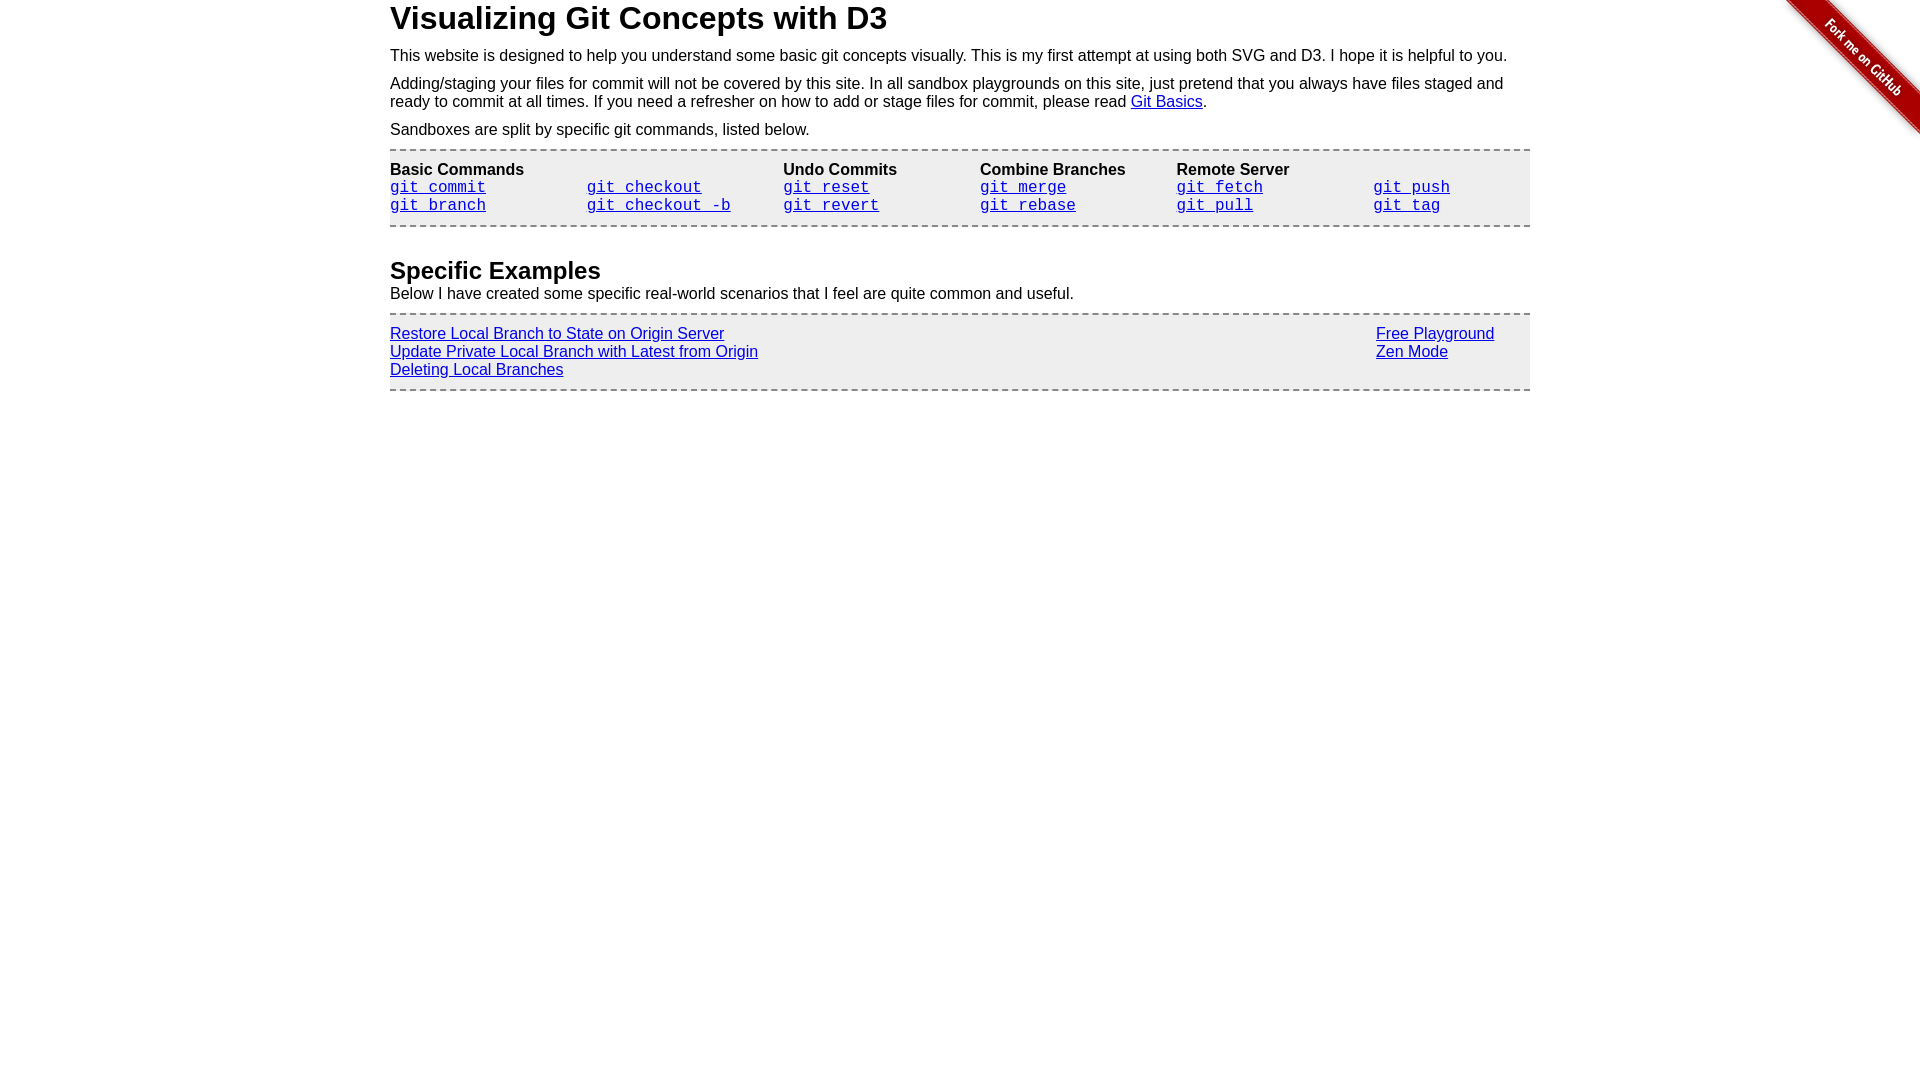 Visualizing Git Concepts with D3
Fork me on GitHub
This website is designed to help you understand some basic git concepts visually. This is my first attempt at using both SVG and D3. I hope it is helpful to you.
Adding/staging your files for commit will not be covered by this site. In all sandbox playgrounds on this site, just pretend that you always have files staged and
ready to commit at all times. If you need a refresher on how to add or stage files for commit, please read Git Basics.
Sandboxes are split by specific git commands, listed below.
Basic Commands Undo Commits Combine Branches Remote Server
git commit git checkout git reset git merge git fetch git push
git branch git checkout -b git revert git rebase git pull git tag
Specific Examples
Below I have created some specific real-world scenarios that I feel are quite common and useful.
Restore Local Branch to State on Origin Server Free Playground
Update Private Local Branch with Latest from Origin Zen Mode
Deleting Local Branches